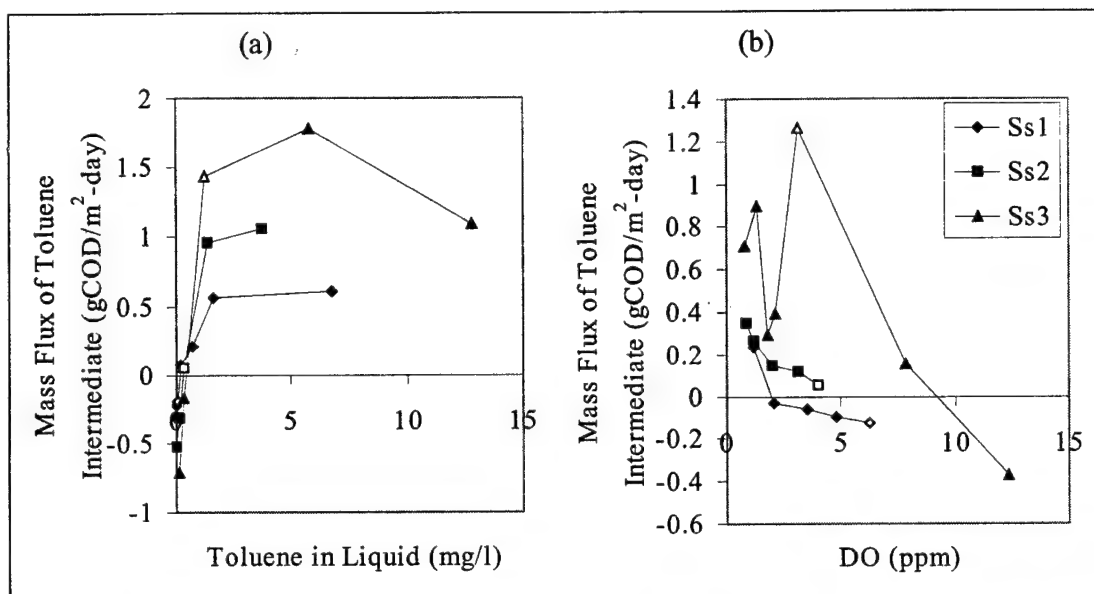 (a)
Mass Flux of Toluene
Intermediate (gCOD/m²-day)
2
1.5
1
0.5
0
-0.5
-1
0
5
10
15
Toluene in Liquid (mg/l)
(b)
Mass Flux of Toluene
Intermediate (gCOD/m²-day)
1.4
1.2
1
0.8
0.6
0.4
0.2
0
-0.2
-0.4
-0.6
0
5
10
15
DO (ppm)
Ss1
Ss2
Ss3